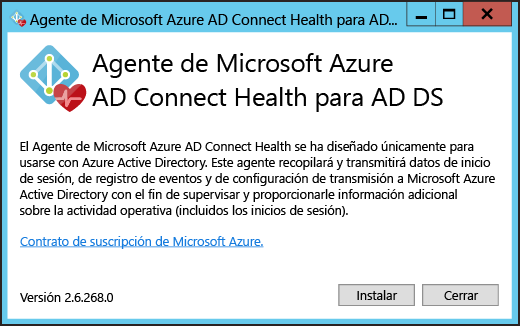 Agente de Microsoft Azure AD Connect Health para AD...
Agente de Microsoft Azure
AD Connect Health para AD DS
El Agente de Microsoft Azure AD Connect Health se ha diseñado únicamente para
usarse con Azure Active Directory. Este agente recopilará y transmitirá datos de inicio
de sesión, de registro de eventos y de configuración de transmisión a Microsoft Azure
Active Directory con el fin de supervisar y proporcionarle información adicional
sobre la actividad operativa (incluidos los inicios de sesión).
Contrato de suscripción de Microsoft Azure.
Versión 2.6.268.0
Instalar
Cerrar